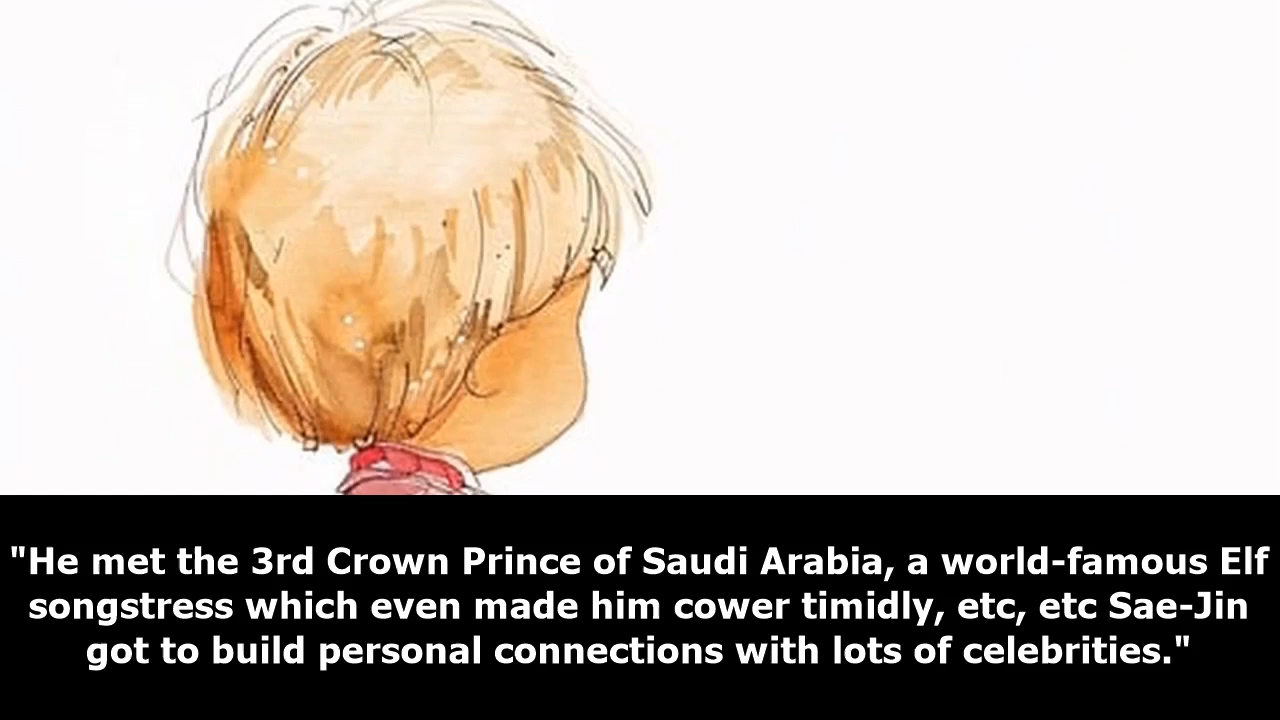 "He met the 3rd Crown Prince of Saudi Arabia, a world-famous Elf
songstress which even made him cower timidly, etc, etc Sae-Jin
got to build personal connections with lots of celebrities."